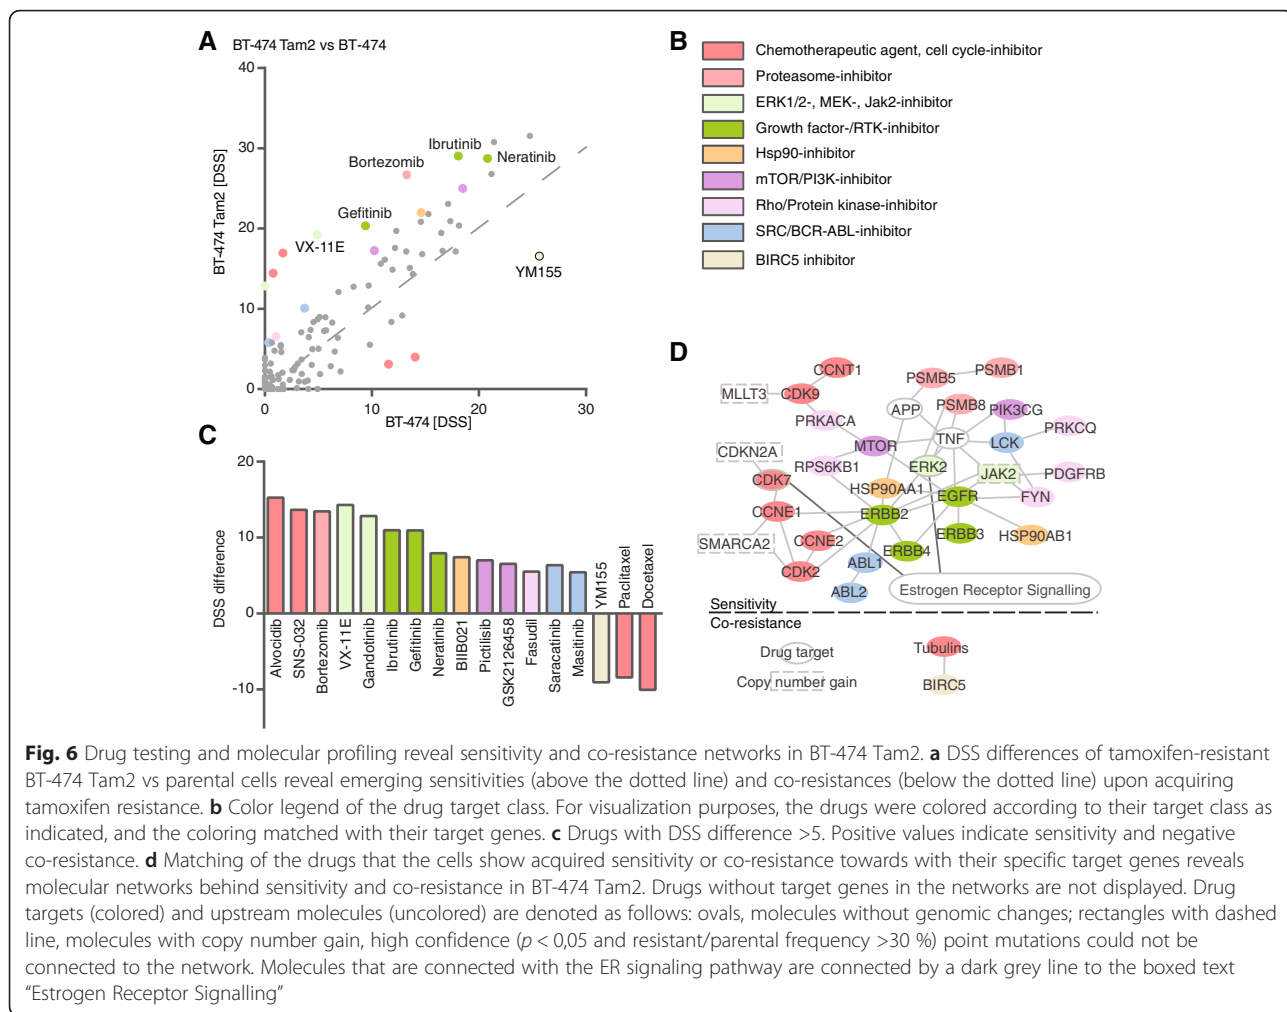 A
BT-474 Tam2 vs BT-474
BT-474 Tam2 [DSS]
40
30
20
10
0
0
10
20
30
BT-474 [DSS]
Ibrutinib
Neratinib
Bortezomib
Gefitinib
VX-11E
YM155
B
Chemotherapeutic agent, cell cycle-inhibitor
Proteasome-inhibitor
ERK1/2-, MEK-, Jak2-inhibitor
Growth factor-/RTK-inhibitor
Hsp90-inhibitor
mTOR/PI3K-inhibitor
Rho/Protein kinase-inhibitor
SRC/BCR-ABL-inhibitor
BIRC5 inhibitor
C
DSS difference
20
10
0
-10
Alvocidib
SNS-032
Bortezomib
VX-11E
Gandotinib
Ibrutinib
Gefitinib
Neratinib
BIIB021
Pictilisib
GSK2126458
Fasudil
Saracatinib
Masitinib
YM155
Paclitaxel
Docetaxel
D
CCNT1
PSMB5
PSMB1
MLLT3
CDK9
APP
PSMB8
PIK3CG
PRKACA
TNF
LCK
PRKCQ
MTOR
CDKN2A
RPS6KB1
ERK2
JAK2
PDGFRB
CDK7
HSP90AA1
EGFR
FYN
CCNE1
ERBB2
SMARCA2
CCNE2
ERBB4
ERBB3
HSP90AB1
CDK2
ABL1
ABL2
Estrogen Receptor Signalling
Sensitivity
Co-resistance
Drug target
Copy number gain
Tubulins
BIRC5
Fig. 6 Drug testing and molecular profiling reveal sensitivity and co-resistance networks in BT-474 Tam2. a DSS differences of tamoxifen-resistant
BT-474 Tam2 vs parental cells reveal emerging sensitivities (above the dotted line) and co-resistances (below the dotted line) upon acquiring
tamoxifen resistance. b Color legend of the drug target class. For visualization purposes, the drugs were colored according to their target class as
indicated, and the coloring matched with their target genes. c Drugs with DSS difference >5. Positive values indicate sensitivity and negative
co-resistance. d Matching of the drugs that the cells show acquired sensitivity or co-resistance towards with their specific target genes reveals
molecular networks behind sensitivity and co-resistance in BT-474 Tam2. Drugs without target genes in the networks are not displayed. Drug
targets (colored) and upstream molecules (uncolored) are denoted as follows: ovals, molecules without genomic changes; rectangles with dashed
line, molecules with copy number gain, high confidence (p < 0,05 and resistant/parental frequency >30 %) point mutations could not be
connected to the network. Molecules that are connected with the ER signaling pathway are connected by a dark grey line to the boxed text
“Estrogen Receptor Signalling”